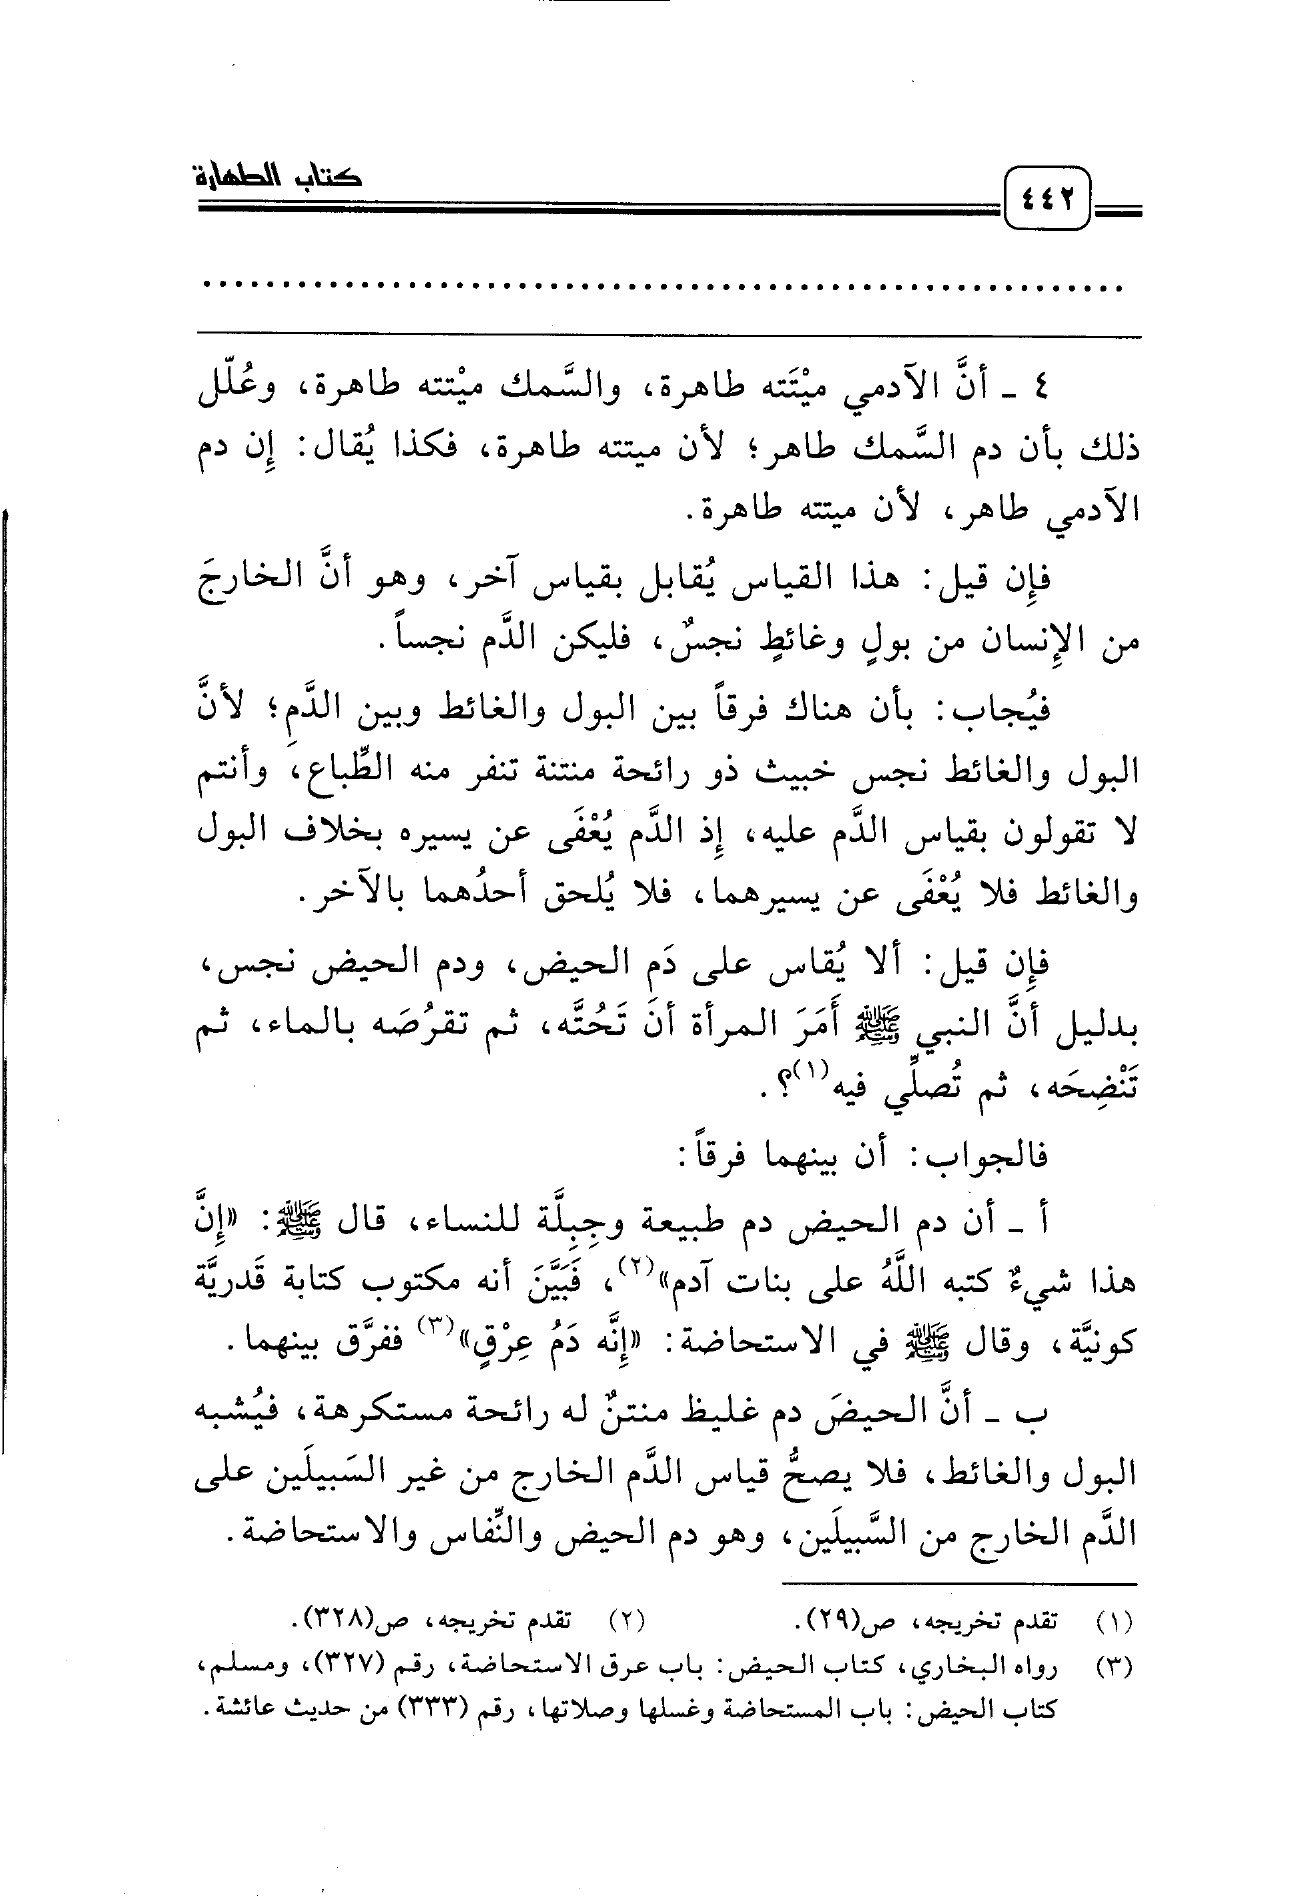 كتاب الطهارة
٤٤٢
٤ ـ أنَّ الآدمي ميْتَته طاهرة، والسَّمك ميْتته طاهرة، وعُلّل
ذلك بأن دم السَّمك طاهر؛ لأن ميتته طاهرة، فكذا يُقال: إِن دم
الآدمي طاهر، لأن ميتته طاهرة.
فإِن قيل: هذا القياس يُقابل بقياس آخر، وهو أنَّ الخارجَ
من الإِنسان من بولٍ وغائطٍ نجسٌ، فليكن الدَّم نجساً.
فيُجاب: بأن هناك فرقاً بين البول والغائط وبين الدَّمِ؛ لأنَّ
البول والغائط نجس خبيث ذو رائحة منتنة تنفر منه الطِّباع، وأنتم
لا تقولون بقياس الدَّم عليه، إِذ الدَّم يُعْفَى عن يسيره بخلاف البول
والغائط فلا يُعْفَى عن يسيرهما، فلا يُلحق أحدُهما بالآخر.
فإِن قيل: ألا يُقاس على دَم الحيض، ودم الحيض نجس،
بدليل أنَّ النبي ﷺ أَمَرَ المرأة أنَ تَحُتَّه، ثم تقرُصَه بالماء، ثم
تَنْضِحَه، ثم تُصلِّي فيه(١)؟.
فالجواب: أن بينهما فرقاً:
أ ـ أن دم الحيض دم طبيعة وجِبِلَّة للنساء، قال ﷺ: «إِنَّ
هذا شيءٌ كتبه اللَّهُ على بنات آدم»(٢)، فَبَيَّنَ أنه مكتوب كتابة قَدريَّة
كونيَّة، وقال ﷺ في الاستحاضة: «إِنَّه دَمُ عِرْقٍ»(٣) ففرَّق بينهما.
ب ـ أنَّ الحيضَ دم غليظ منتنٌ له رائحة مستكرهة، فيُشبه
البول والغائط، فلا يصحُّ قياس الدَّم الخارج من غير السَبيلَين على
الدَّم الخارج من السَّبيلَين، وهو دم الحيض والنِّفاس والاستحاضة.
(١) تقدم تخريجه، ص(٢٩). (٢) تقدم تخريجه، ص(٣٢٨).
(٣) رواه البخاري، كتاب الحيض: باب عرق الاستحاضة، رقم (٣٢٧)، ومسلم،
كتاب الحيض: باب المستحاضة وغسلها وصلاتها، رقم (٣٣٣) من حديث عائشة.